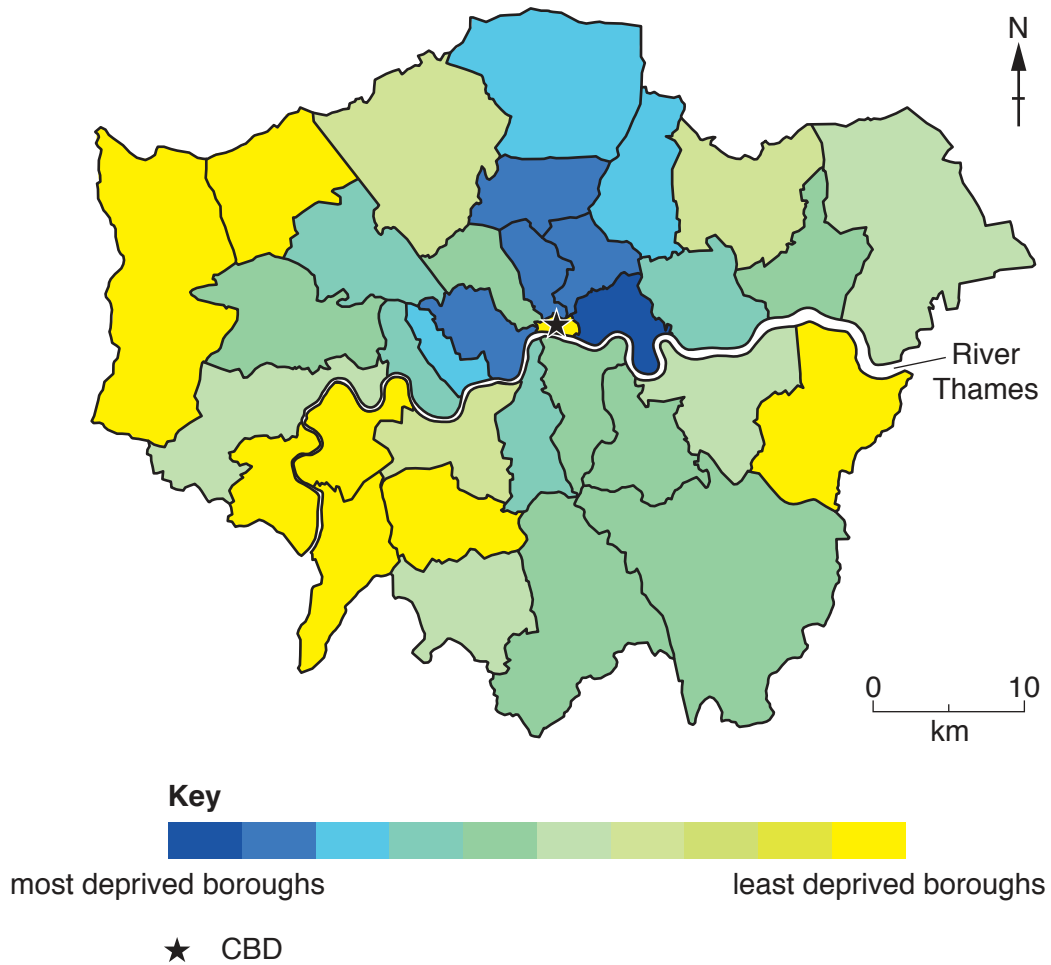 N
River
Thames
0 10
km
Key
most deprived boroughs least deprived boroughs
CBD